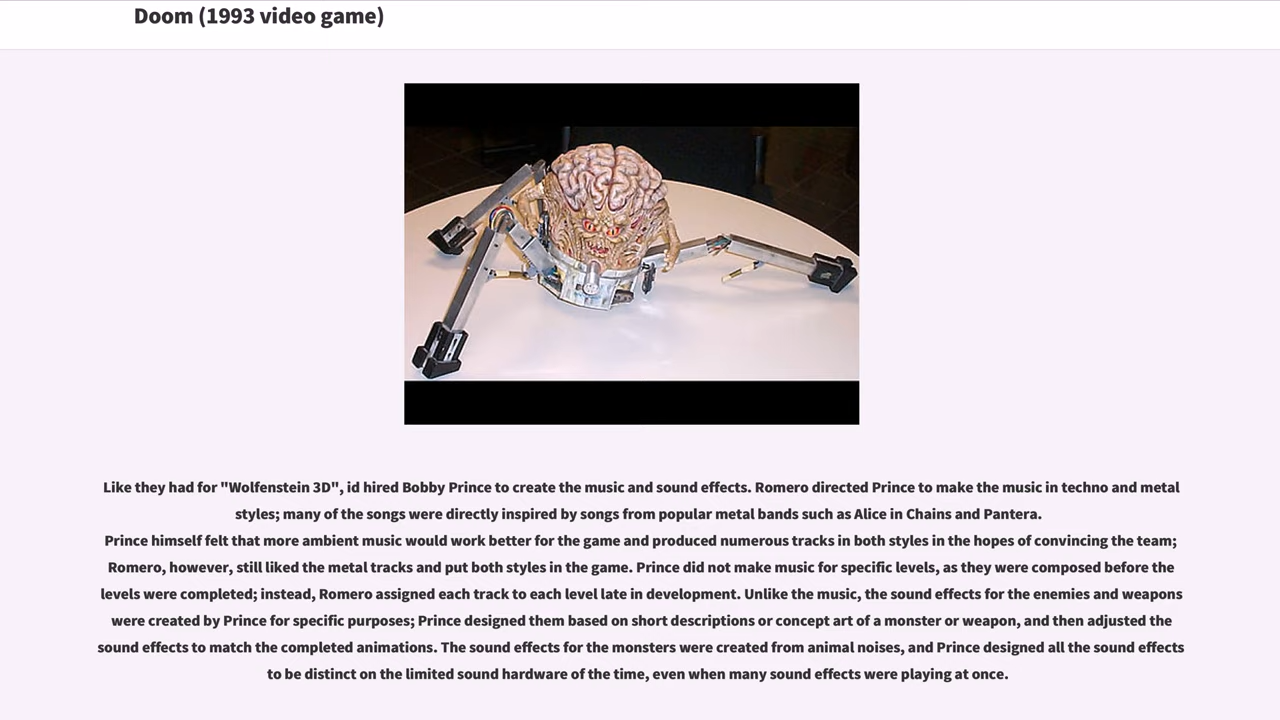 Doom (1993 video game)
Like they had for "Wolfenstein 3D", id hired Bobby Prince to create the music and sound effects. Romero directed Prince to make the music in techno and metal
styles; many of the songs were directly inspired by songs from popular metal bands such as Alice in Chains and Pantera.
Prince himself felt that more ambient music would work better for the game and produced numerous tracks in both styles in the hopes of convincing the team;
Romero, however, still liked the metal tracks and put both styles in the game. Prince did not make music for specific levels, as they were composed before the
levels were completed; instead, Romero assigned each track to each level late in development. Unlike the music, the sound effects for the enemies and weapons
were created by Prince for specific purposes; Prince designed them based on short descriptions or concept art of a monster or weapon, and then adjusted the
sound effects to match the completed animations. The sound effects for the monsters were created from animal noises, and Prince designed all the sound effects
to be distinct on the limited sound hardware of the time, even when many sound effects were playing at once.